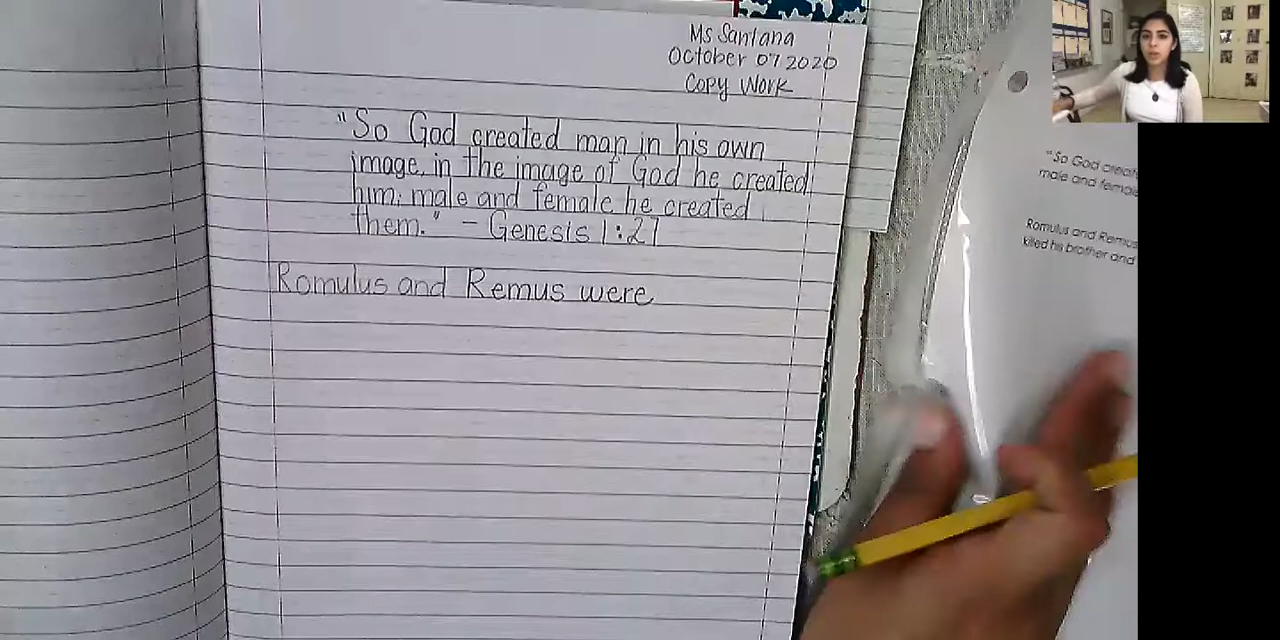 Ms Santana
October 07 2020
Copy Work
"So God created man in his own
image, in the image of God he created
him; male and female he created
them." - Genesis 1:27
Romulus and Remus were
"So God create
male and female
Romulus and Remus
killed his brother and